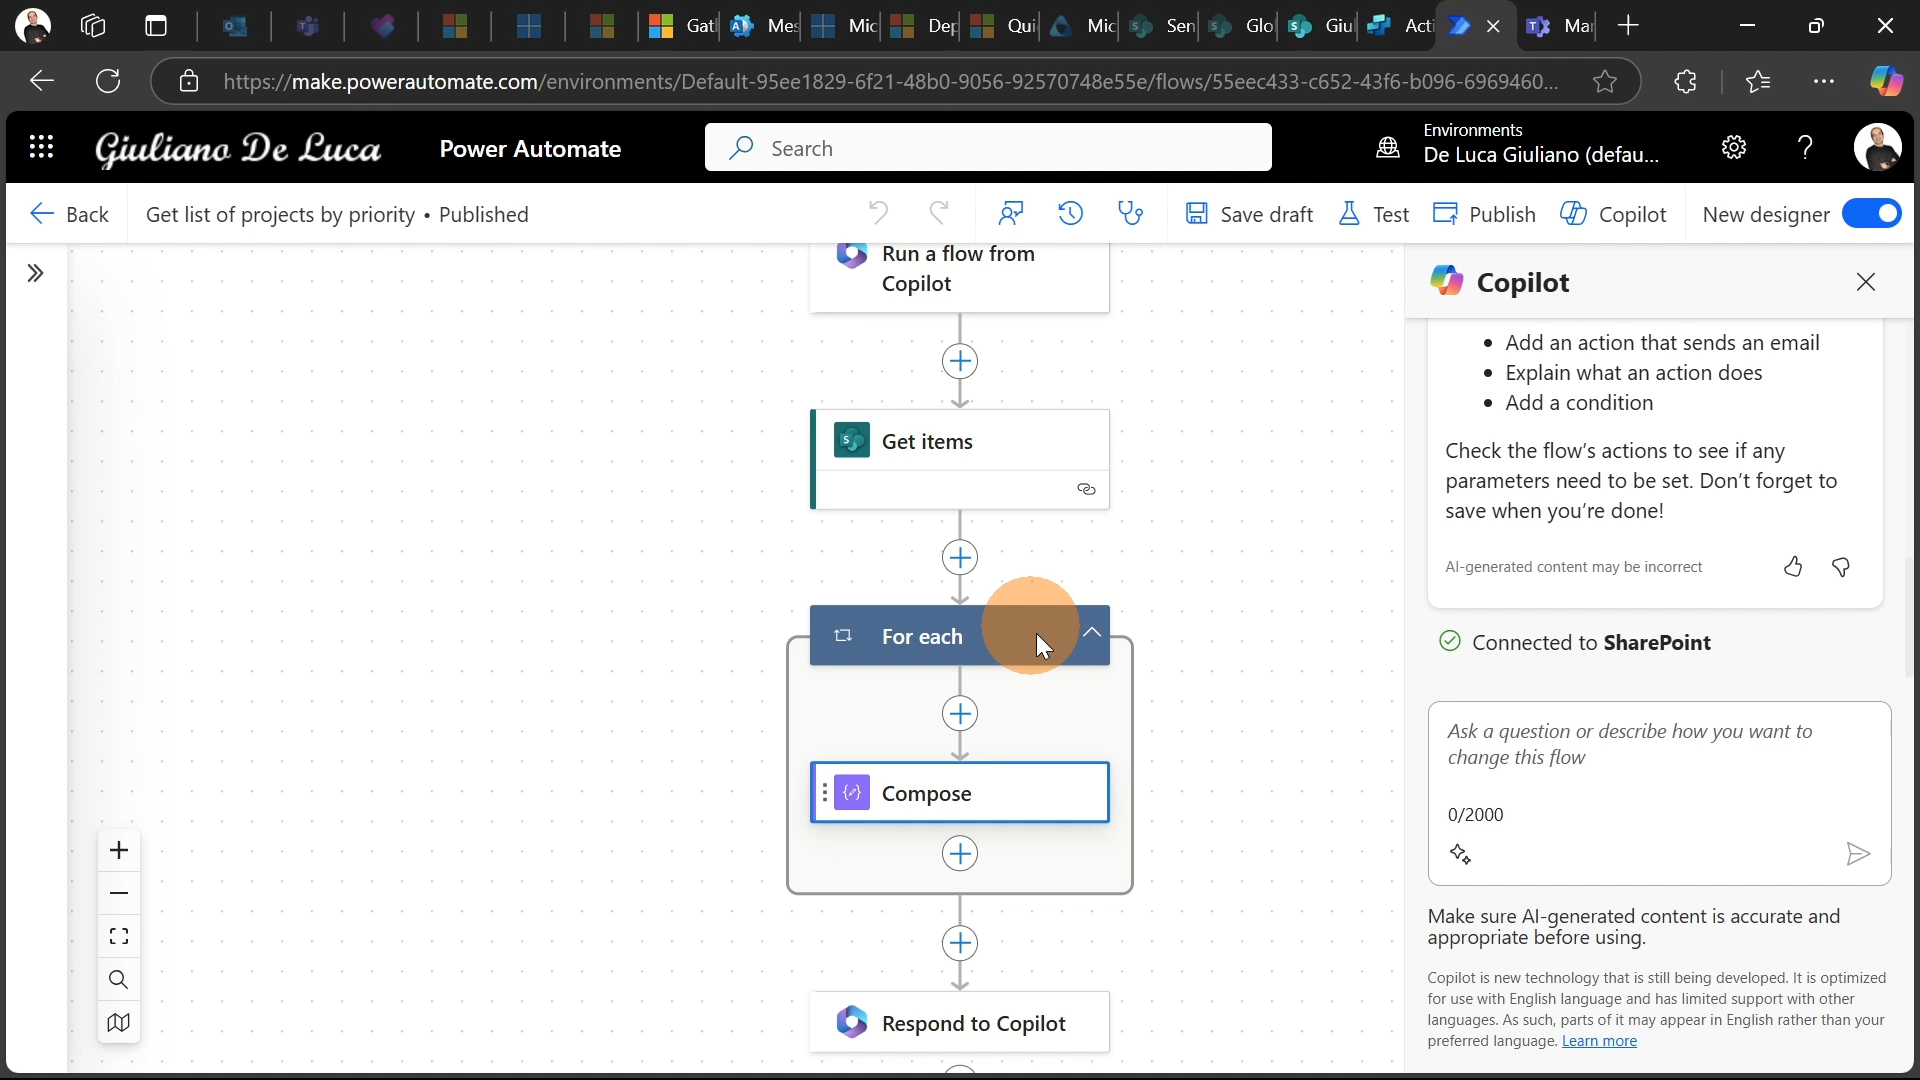 Gatl
Mes
Mic
Dep
Qui
Mic
Sen
Glo
Giu
Acti
Mar
https://make.powerautomate.com/environments/Default-95ee1829-6f21-48b0-9056-92570748e55e/flows/55eec433-c652-43f6-b096-6969460...
Giuliano De Luca
Power Automate
Search
Environments
De Luca Giuliano (defau...
Back
Get list of projects by priority • Published
Save draft
Test
Publish
Copilot
New designer
Run a flow from
Copilot
Get items
For each
Compose
Respond to Copilot
Copilot
• Add an action that sends an email
• Explain what an action does
• Add a condition
Check the flow's actions to see if any
parameters need to be set. Don't forget to
save when you're done!
AI-generated content may be incorrect
Connected to SharePoint
Ask a question or describe how you want to
change this flow
0/2000
Make sure AI-generated content is accurate and
appropriate before using.
Copilot is new technology that is still being developed. It is optimized
for use with English language and has limited support with other
languages. As such, parts of it may appear in English rather than your
preferred language. Learn more